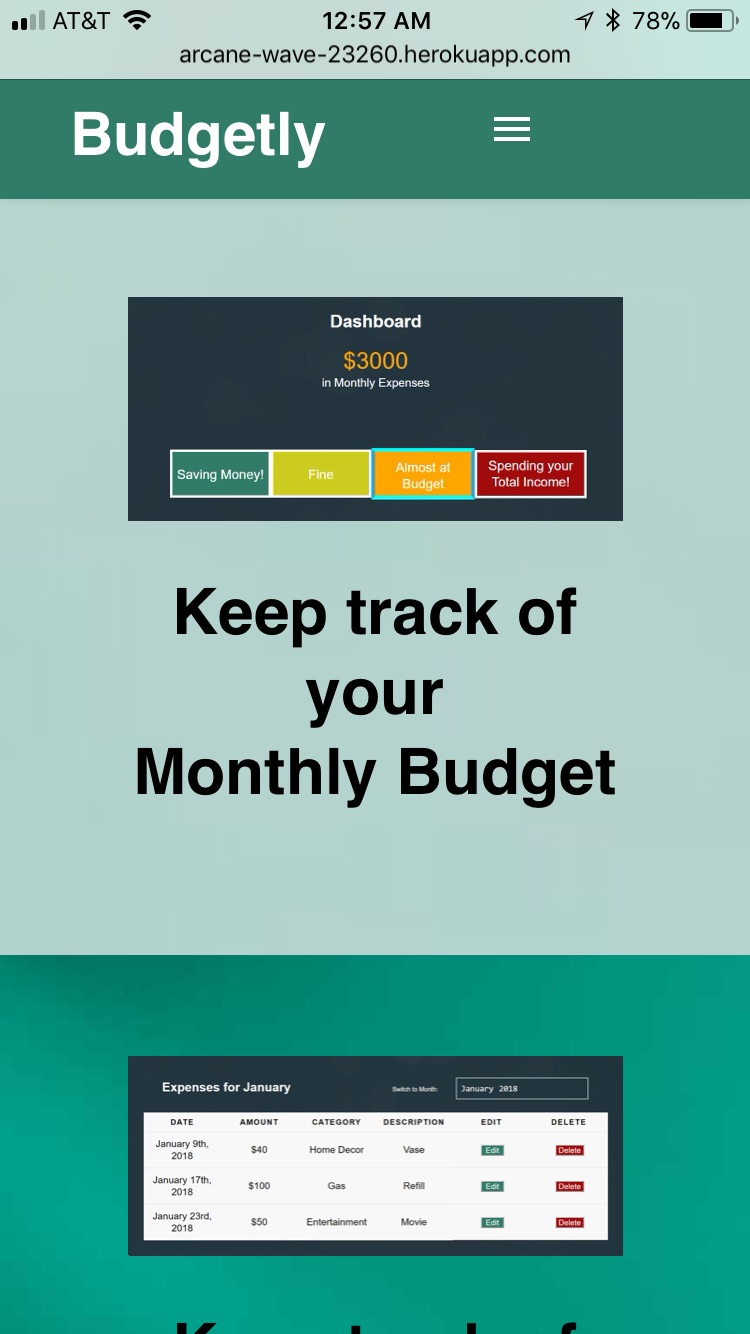 AT&T 12:57 AM 78%
arcane-wave-23260.herokuapp.com
Budgetly
Dashboard
$3000
in Monthly Expenses
Saving Money! Fine Almost at Budget Spending your Total Income!
Keep track of
your
Monthly Budget
Expenses for January Switch to Month: January 2018
DATE AMOUNT CATEGORY DESCRIPTION EDIT DELETE
January 9th, 2018 $40 Home Decor Vase Edit Delete
January 17th, 2018 $100 Gas Refill Edit Delete
January 23rd, 2018 $50 Entertainment Movie Edit Delete